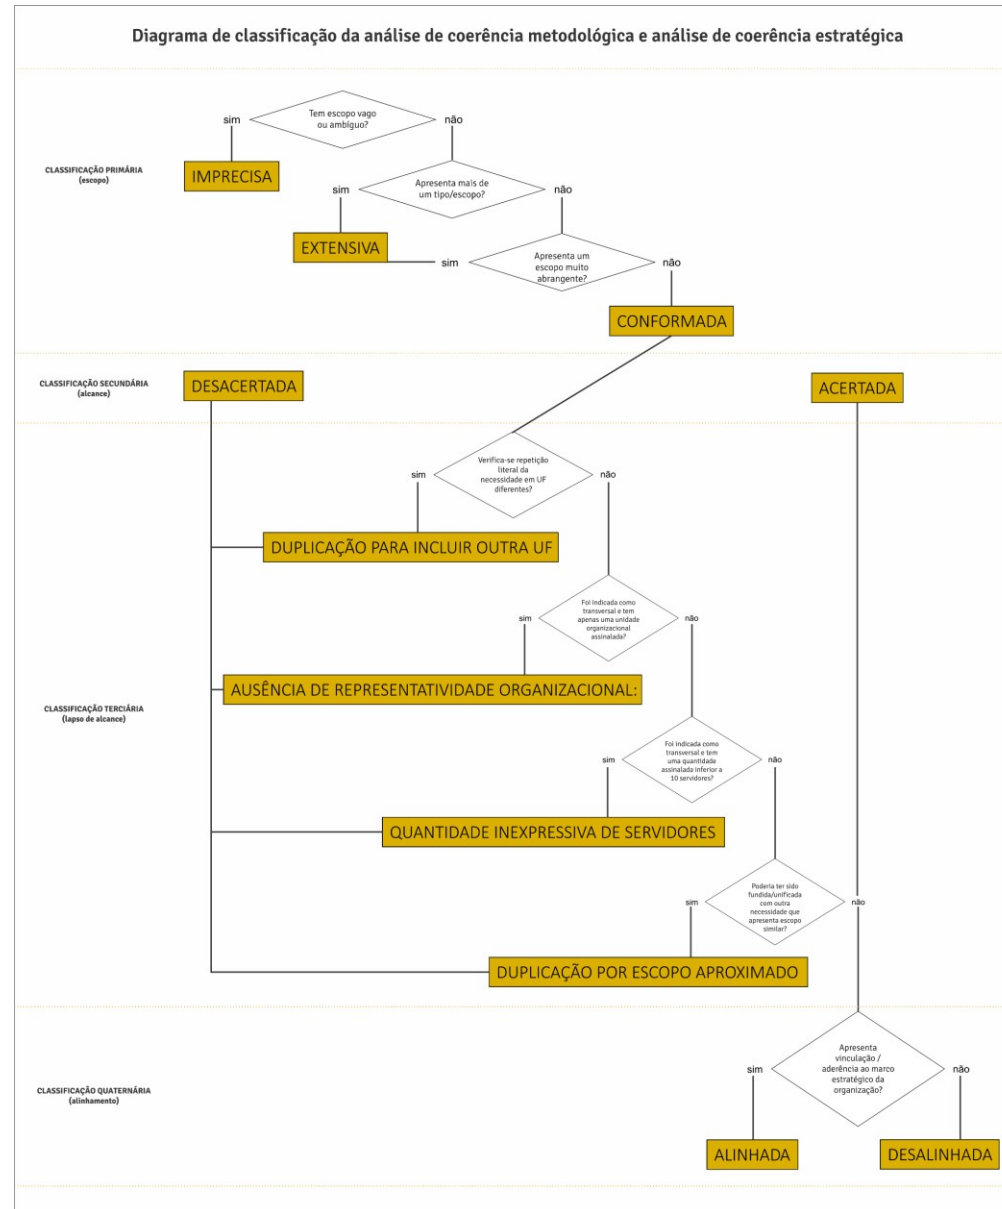 Diagrama de classificação da análise de coerência metodológica e análise de coerência estratégica
Tem escopo vago
ou ambíguo?
sim
não
CLASSIFICAÇÃO PRIMÁRIA
(escopo)
IMPRECISA
Apresenta mais de
um tipo/escopo?
sim
não
EXTENSIVA
Apresenta um
escopo muito
abrangente?
sim
não
CONFORMADA
CLASSIFICAÇÃO SECUNDÁRIA
(alcance)
DESACERTADA
ACERTADA
Verifica-se repetição
literal da
necessidade em UF
diferentes?
sim
não
DUPLICAÇÃO PARA INCLUIR OUTRA UF
Foi indicada como
transversal e tem
apenas uma unidade
organizacional
assinalada?
sim
não
AUSÊNCIA DE REPRESENTATIVIDADE ORGANIZACIONAL:
CLASSIFICAÇÃO TERCIÁRIA
(lapso de alcance)
Foi indicada como
transversal e tem
uma quantidade
assinalada inferior a
10 servidores?
sim
não
QUANTIDADE INEXPRESSIVA DE SERVIDORES
Poderia ter sido
fundida/unificada
com outra
necessidade que
apresenta escopo
similar?
sim
não
DUPLICAÇÃO POR ESCOPO APROXIMADO
Apresenta
vinculação /
aderência ao marco
estratégico da
organização?
sim
não
CLASSIFICAÇÃO QUATERNÁRIA
(alinhamento)
ALINHADA
DESALINHADA